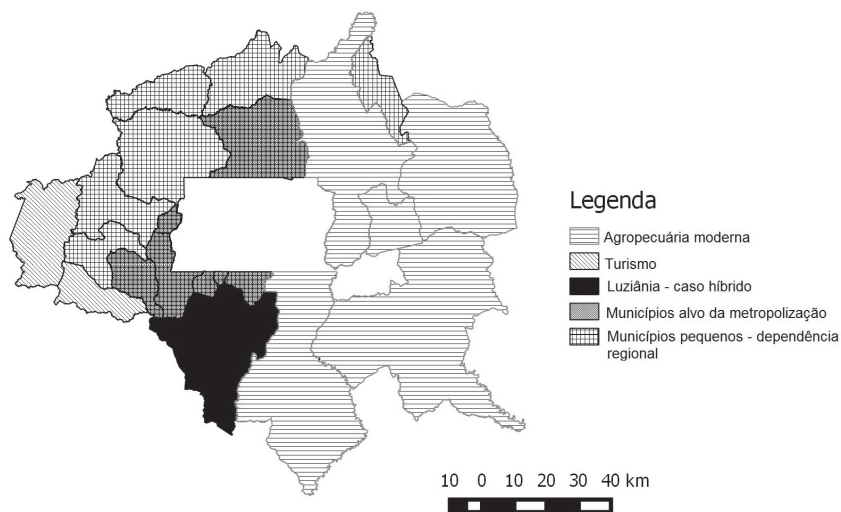 Legenda
Agropecuária moderna
Turismo
Luziânia - caso híbrido
Municípios alvo da metropolização
Municípios pequenos - dependência
regional
10 0 10 20 30 40 km